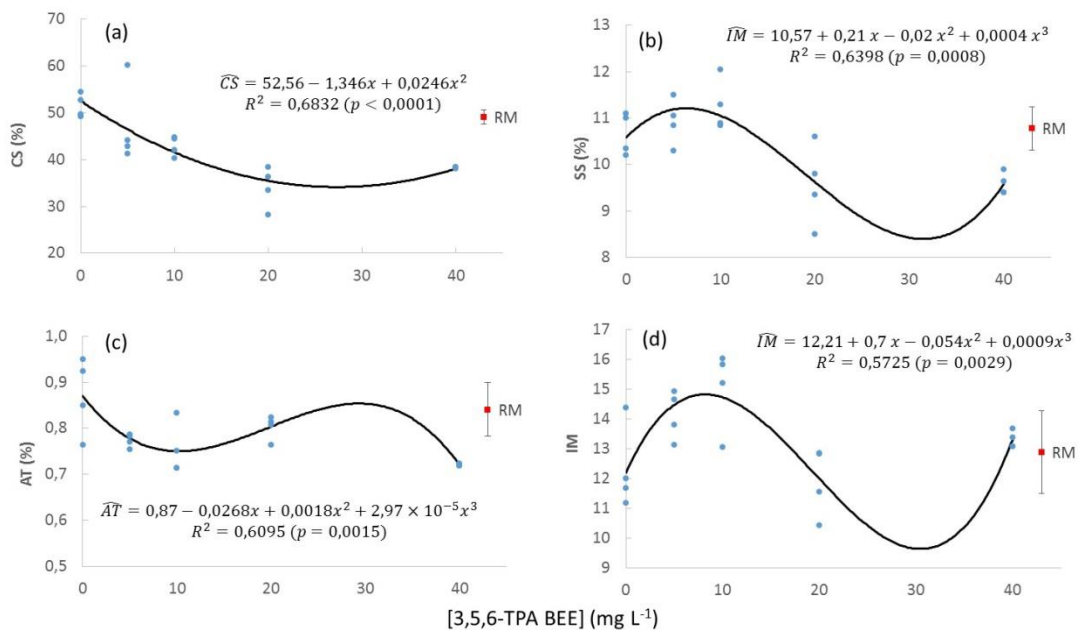 (a)
70
60
50
40
30
20
10
0
10
20
30
40
CS (%)
ĈS = 52,56 − 1,346x + 0,0246x²
R² = 0,6832 (p < 0,0001)
RM
(b)
13
12
11
10
9
8
0
10
20
30
40
SS (%)
ÎM = 10,57 + 0,21 x − 0,02 x² + 0,0004 x³
R² = 0,6398 (p = 0,0008)
RM
(c)
1,0
0,9
0,8
0,7
0,6
0,5
0
10
20
30
40
AT (%)
ÂT = 0,87 − 0,0268x + 0,0018x² + 2,97 × 10⁻⁵x³
R² = 0,6095 (p = 0,0015)
RM
(d)
17
16
15
14
13
12
11
10
9
0
10
20
30
40
IM
ÎM = 12,21 + 0,7 x − 0,054x² + 0,0009x³
R² = 0,5725 (p = 0,0029)
RM
[3,5,6-TPA BEE] (mg L⁻¹)